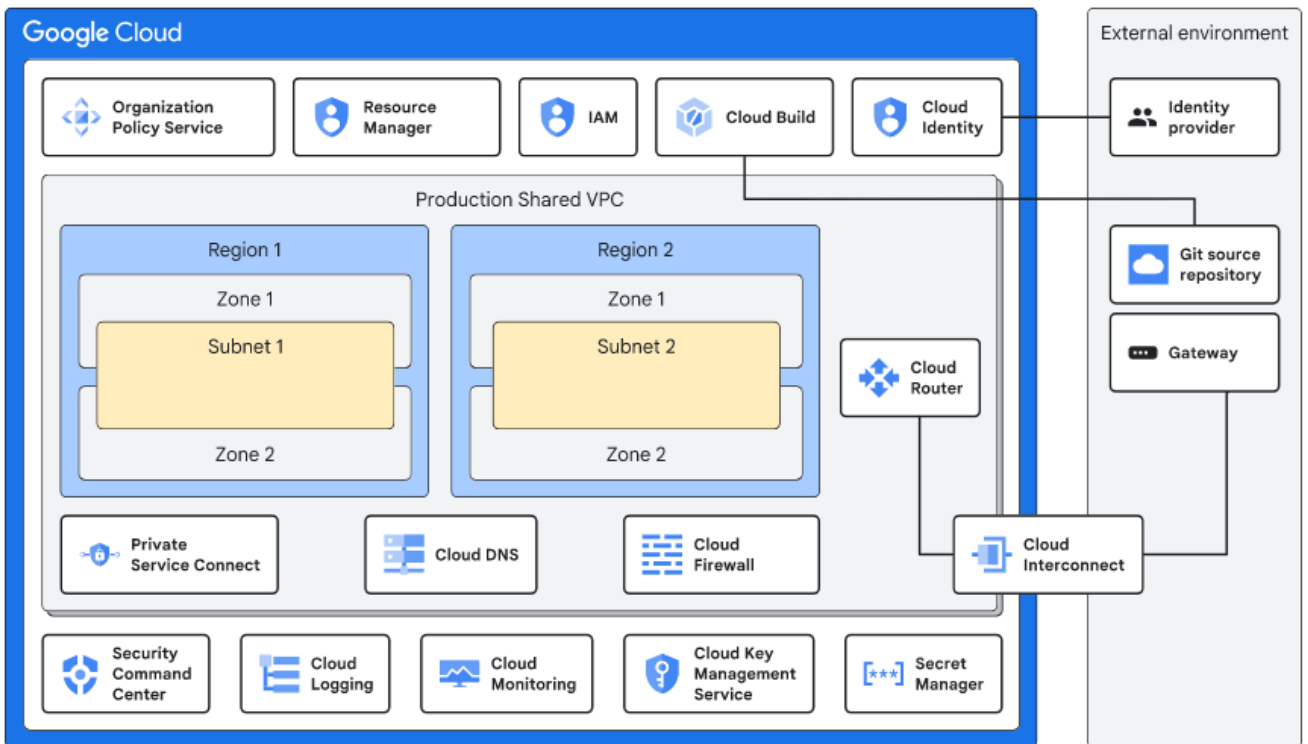 Google Cloud
External environment
Organization
Policy Service
Resource
Manager
IAM
Cloud Build
Cloud
Identity
Identity
provider
Production Shared VPC
Region 1
Zone 1
Subnet 1
Zone 2
Region 2
Zone 1
Subnet 2
Zone 2
Cloud
Router
Git source
repository
Gateway
Private
Service Connect
Cloud DNS
Cloud
Firewall
Cloud
Interconnect
Security
Command
Center
Cloud
Logging
Cloud
Monitoring
Cloud Key
Management
Service
[***]
Secret
Manager